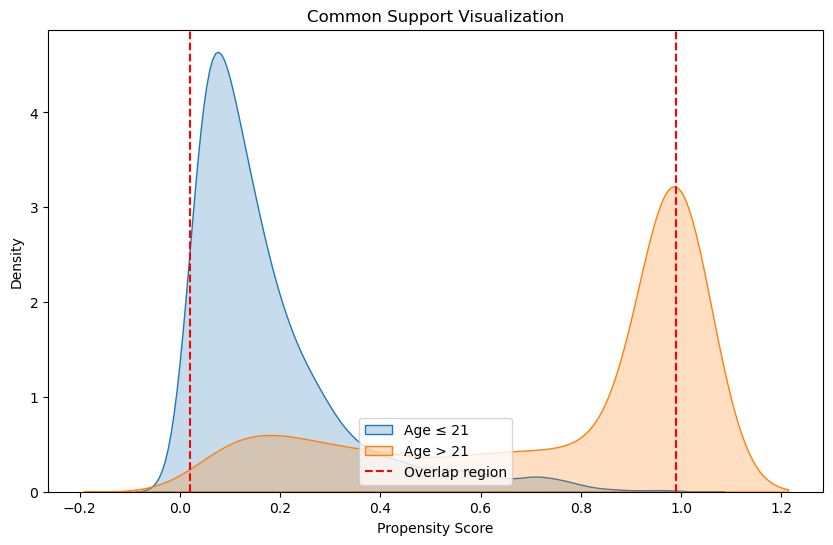 Common Support Visualization
Density
4
3
2
1
0
Age ≤ 21
Age > 21
Overlap region
−0.2
0.0
0.2
0.4
0.6
0.8
1.0
1.2
Propensity Score